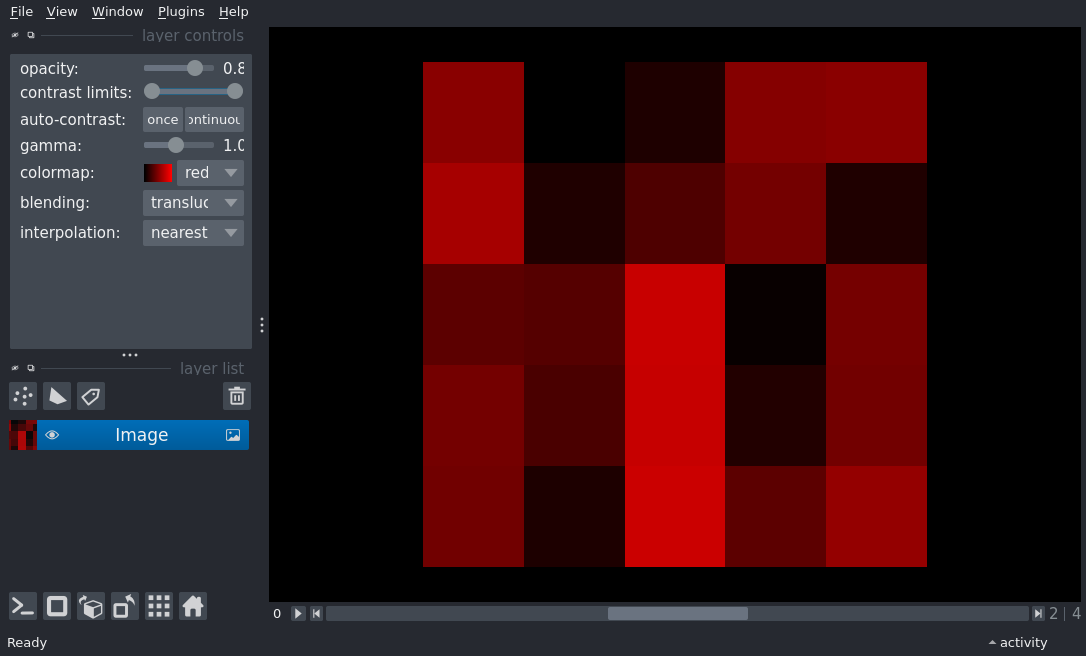 File View Window Plugins Help
layer controls
opacity: 0.8
contrast limits:
auto-contrast: once ontinuou
gamma: 1.0
colormap: red
blending: transluc
interpolation: nearest
layer list
Image
0 2 | 4
Ready activity